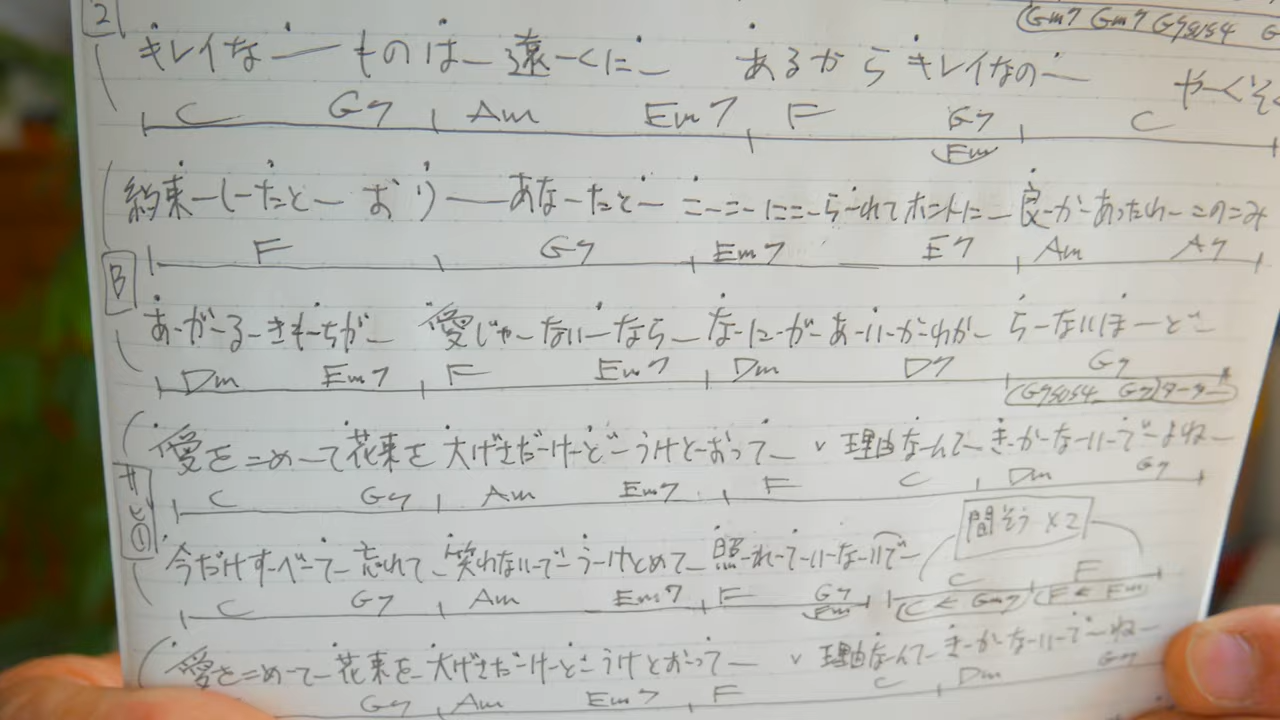 (Gm7 Gm7 G7sus4 G
2 キレイなー ものはー遠ーくにー あるから キレイなのー やーくそく
C G7 Am Em7 F G7 C
(Em)
約束ーしーたとー おりーーあなーたとー こーこーにこーらーれてホントにー良ーかーあったわーこのこみ
F G7 Em7 E7 Am A7
B
あーがーるーきもーちがー 愛じゃーないーならーなーにーがーあーいーかわかーらーないほーどー
Dm Em7 F Em7 Dm D7 G7
(G7sus4 G7)ターター
サビ①
愛をこめーて花束を 大げさだーけーどーうけとーおってー v 理由なーんてーきーかーなーいーでーよねー
C G7 Am Em7 F C Dm G7
間奏 x2
今だけすーべーてー忘れてー笑わないーでーうーけとめてー照ーれーてーいーないで
C G7 Am Em7 F G7 C F
(Em) (C ← Gm7) (F ← Em)
愛をこめーてー花束をー大げさだーけーどーうけとおってー v 理由なーんてーきーかーなーいーでーねー
G7 Am Em7 F C Dm G7